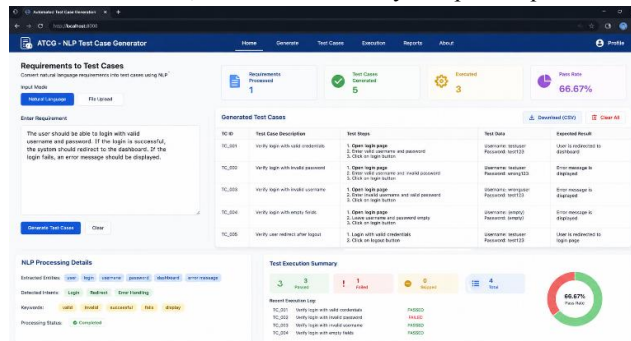 Automated Test Case Generation
http://localhost:8000
ATCG - NLP Test Case Generator
Home Generate Test Cases Execution Reports About
Profile
Requirements to Test Cases
Convert natural language requirements into test cases using NLP
Input Mode
Natural Language File Upload
Enter Requirement
The user should be able to login with valid
username and password. If the login is successful,
the system should redirect to the dashboard. If the
login fails, an error message should be displayed.
Generate Test Cases Clear
Requirements
Processed
1
Test Cases
Generated
5
Executed
3
Pass Rate
66.67%
Generated Test Cases
Download (CSV) Clear All
TC ID Test Case Description Test Steps Test Data Expected Result
TC_001 Verify login with valid credentials
1. Open login page
2. Enter valid username and password
3. Click on login button
Username: testuser
Password: test123
User is redirected to
dashboard
TC_002 Verify login with invalid password
1. Open login page
2. Enter valid username and invalid password
3. Click on login button
Username: testuser
Password: wrong123
Error message is
displayed
TC_003 Verify login with invalid username
1. Open login page
2. Enter invalid username and valid password
3. Click on login button
Username: wronguser
Password: test123
Error message is
displayed
TC_004 Verify login with empty fields
1. Open login page
2. Leave username and password empty
3. Click on login button
Username: (empty)
Password: (empty)
Error message is
displayed
TC_005 Verify user redirect after logout
1. Login with valid credentials
2. Click on logout button
Username: testuser
Password: test123
User is redirected to
login page
NLP Processing Details
Extracted Entities: user login username password dashboard error message
Detected Intents: Login Redirect Error Handling
Keywords: valid invalid successful fails display
Processing Status: Completed
Test Execution Summary
3 3
Passed
! 1
Failed
0
Skipped
4
Total
66.67%
Pass Rate
Recent Execution Log
TC_001 Verify login with valid credentials PASSED
TC_002 Verify login with invalid password FAILED
TC_003 Verify login with invalid username PASSED
TC_004 Verify login with empty fields PASSED